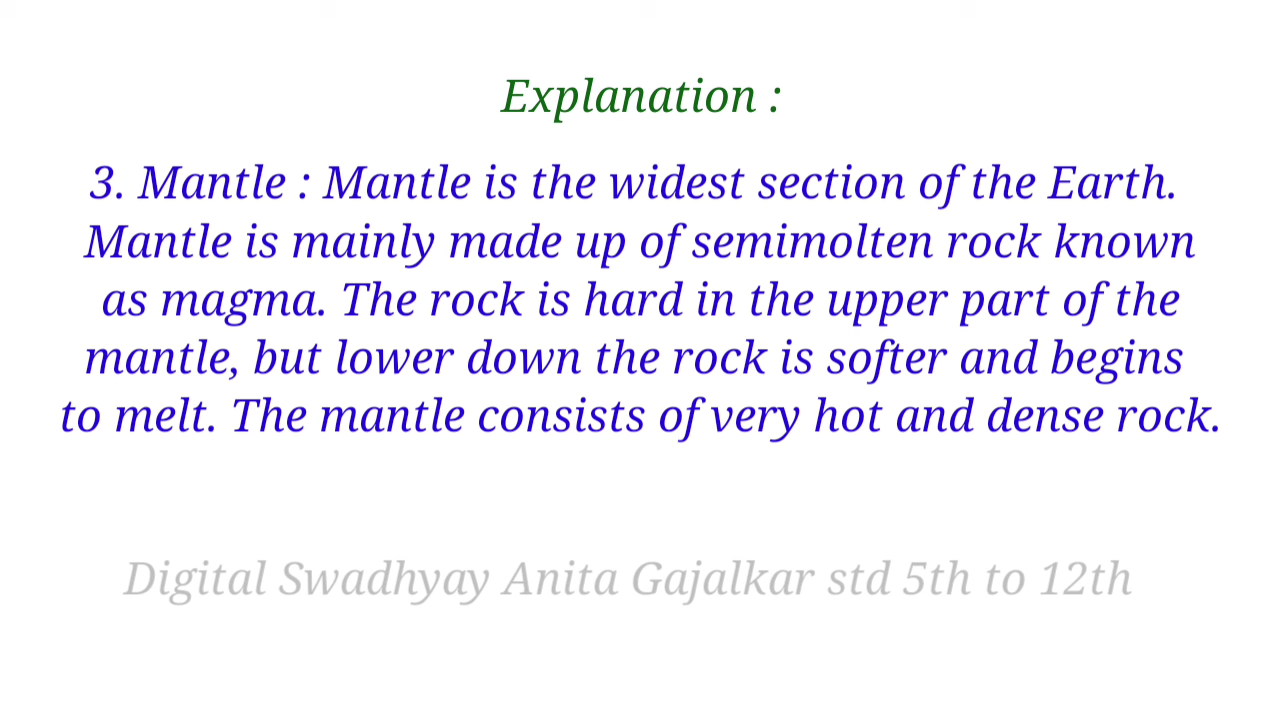 Explanation :
3. Mantle : Mantle is the widest section of the Earth.
Mantle is mainly made up of semimolten rock known
as magma. The rock is hard in the upper part of the
mantle, but lower down the rock is softer and begins
to melt. The mantle consists of very hot and dense rock.
Digital Swadhyay Anita Gajalkar std 5th to 12th